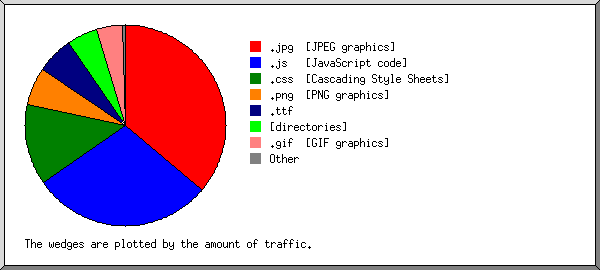 .jpg [JPEG graphics]
.js [JavaScript code]
.css [Cascading Style Sheets]
.png [PNG graphics]
.ttf
[directories]
.gif [GIF graphics]
Other
The wedges are plotted by the amount of traffic.